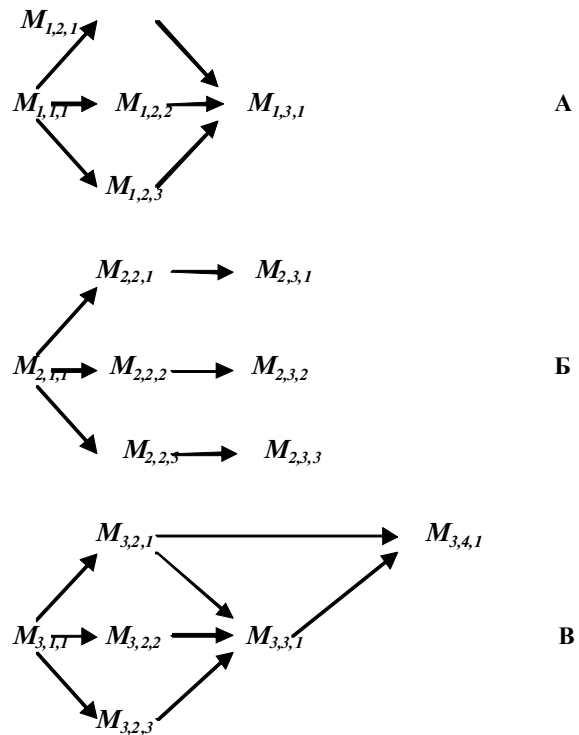 M1,2,1
M1,1,1 M1,2,2 M1,3,1 А
M1,2,3
M2,2,1 M2,3,1
M2,1,1 M2,2,2 M2,3,2 Б
M2,2,3 M2,3,3
M3,2,1 M3,4,1
M3,1,1 M3,2,2 M3,3,1 В
M3,2,3